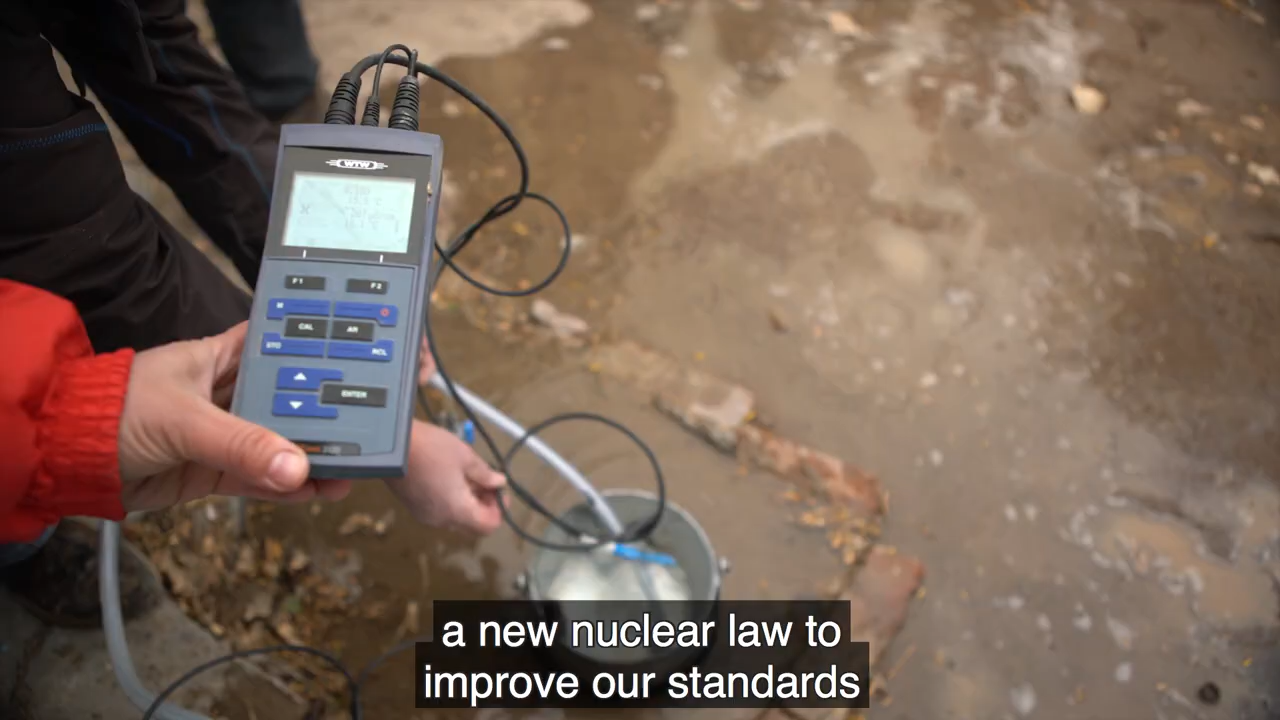 WTW
F1
F2
M
CAL
AR
STO
RCL
ENTER
a new nuclear law to
improve our standards